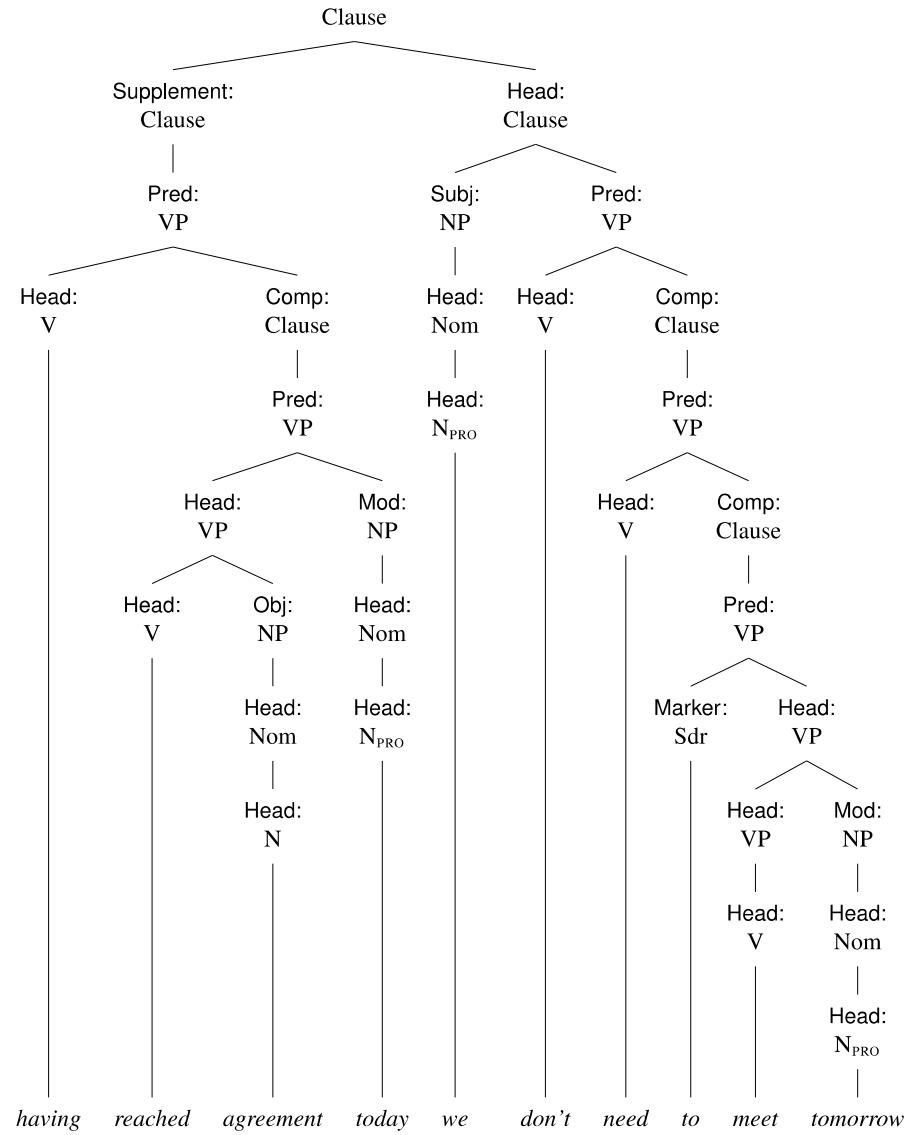 Clause
Supplement: Head:
Clause Clause
Pred: Subj: Pred:
VP NP VP
Head: Comp: Head: Head: Comp:
V Clause Nom V Clause
Pred: Head: Pred:
VP N_PRO VP
Head: Mod: Head: Comp:
VP NP V Clause
Head: Obj: Head: Pred:
V NP Nom VP
Head: Head: Marker: Head:
Nom N_PRO Sdr VP
Head: Head: Mod:
N VP NP
Head: Head:
V Nom
Head:
N_PRO
having reached agreement today we don't need to meet tomorrow